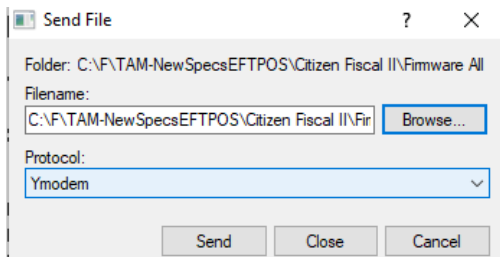 Send File
? ×
Folder: C:\F\TAM-NewSpecsEFTPOS\Citizen Fiscal II\Firmware All
Filename:
C:\F\TAM-NewSpecsEFTPOS\Citizen Fiscal II\Fir Browse...
Protocol:
Ymodem
Send Close Cancel